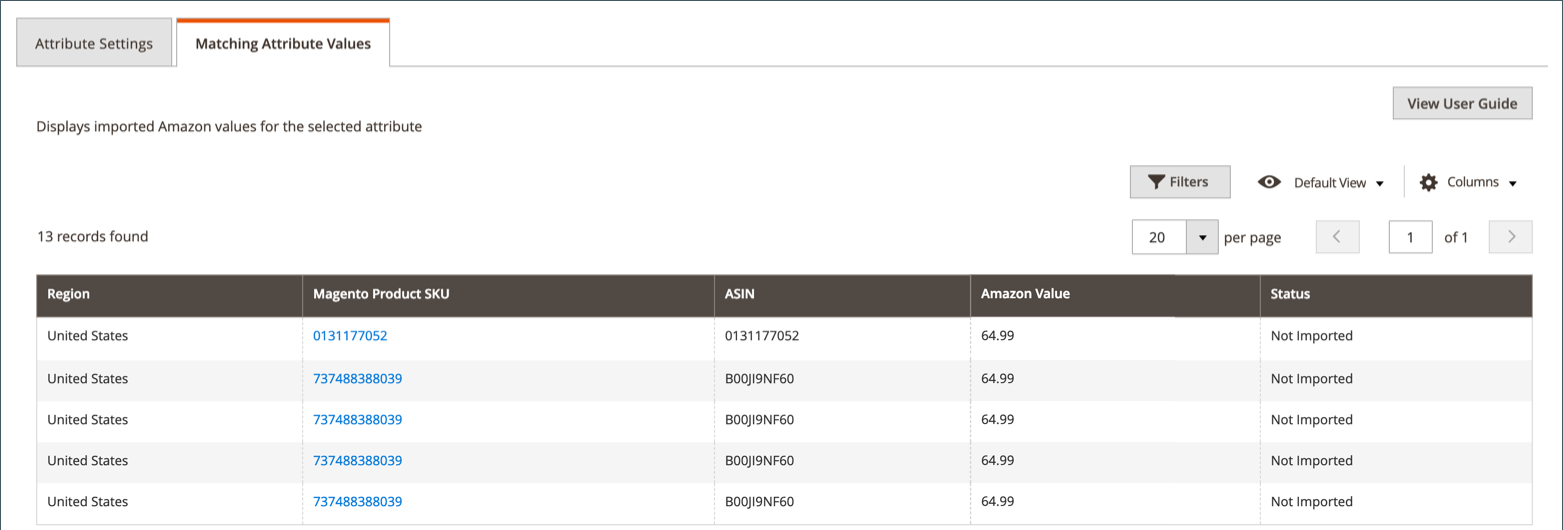 Attribute Settings
Matching Attribute Values
View User Guide
Displays imported Amazon values for the selected attribute
Filters Default View Columns
13 records found 20 per page 1 of 1
Region Magento Product SKU ASIN Amazon Value Status
United States 0131177052 0131177052 64.99 Not Imported
United States 737488388039 B00JI9NF60 64.99 Not Imported
United States 737488388039 B00JI9NF60 64.99 Not Imported
United States 737488388039 B00JI9NF60 64.99 Not Imported
United States 737488388039 B00JI9NF60 64.99 Not Imported